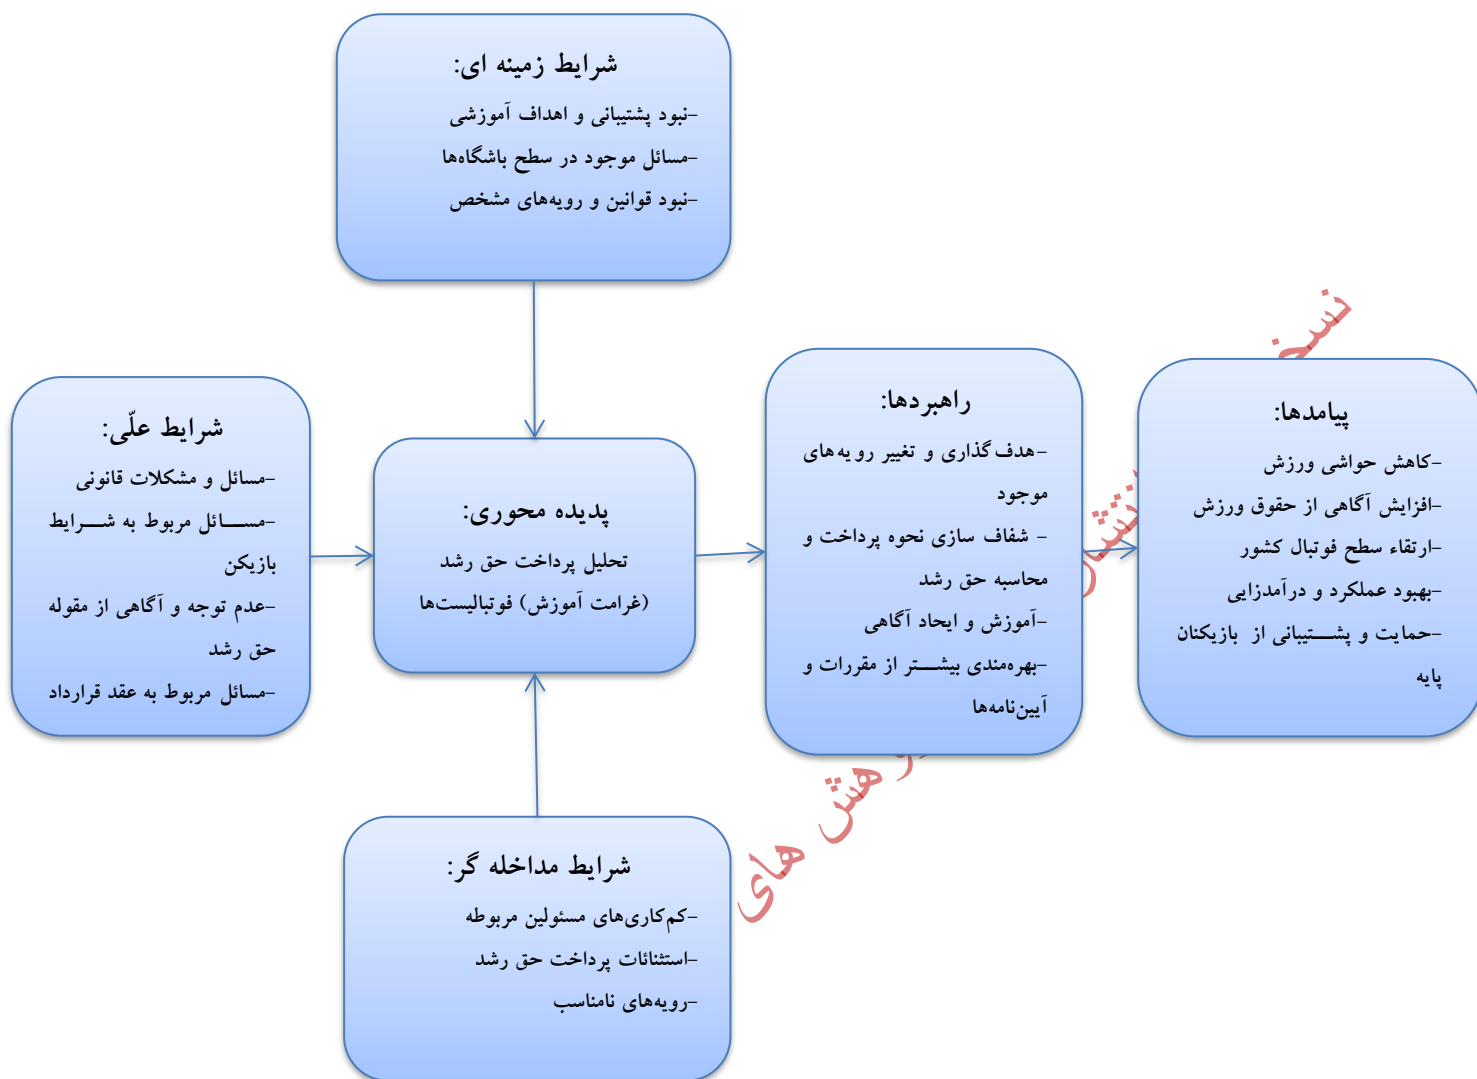 شرایط زمینه ای:
-نبود پشتیبانی و اهداف آموزشی
-مسائل موجود در سطح باشگاه‌ها
-نبود قوانین و رویه‌های مشخص
شرایط علّی:
-مسائل و مشکلات قانونی
-مسـائل مربوط به شـرایط
بازیکن
-عدم توجه و آگاهی از مقوله
حق رشد
-مسائل مربوط به عقد قرارداد
پدیده محوری:
تحلیل پرداخت حق رشد
(غرامت آموزش) فوتبالیست‌ها
راهبردها:
-هدف گذاری و تغییر رویه‌های
موجود
- شفاف سازی نحوه پرداخت و
محاسبه حق رشد
-آموزش و ایجاد آگاهی
-بهره‌مندی بیشـتر از مقررات و
آیین‌نامه‌ها
پیامدها:
-کاهش حواشی ورزش
-افزایش آگاهی از حقوق ورزش
-ارتقاء سطح فوتبال کشور
-بهبود عملکرد و درآمدزایی
-حمایت و پشـتیبانی از بازیکنان
پایه
شرایط مداخله گر:
-کم‌کاری‌های مسئولین مربوطه
-استثنائات پرداخت حق رشد
-رویه‌های نامناسب
های